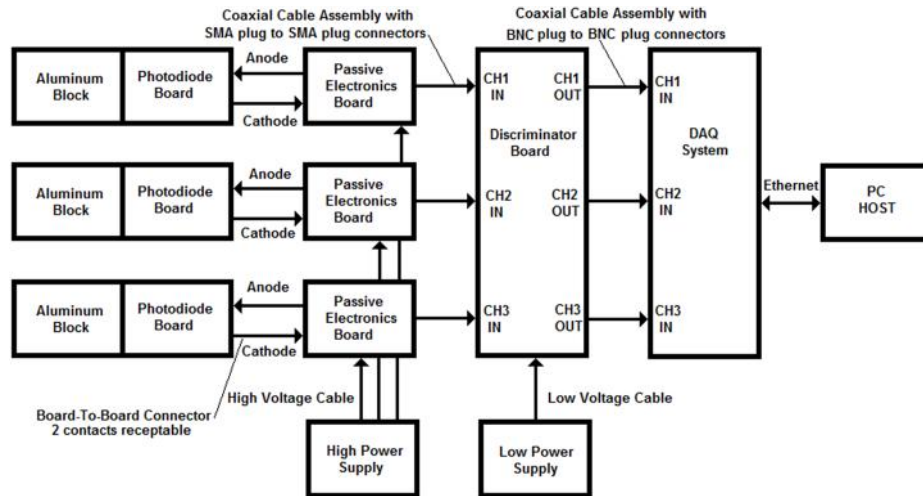 Coaxial Cable Assembly with
SMA plug to SMA plug connectors
Coaxial Cable Assembly with
BNC plug to BNC plug connectors
Aluminum
Block
Photodiode
Board
Anode
Cathode
Passive
Electronics
Board
CH1
IN
CH1
OUT
CH1
IN
Discriminator
Board
DAQ
System
Aluminum
Block
Photodiode
Board
Anode
Cathode
Passive
Electronics
Board
CH2
IN
CH2
OUT
CH2
IN
Ethernet
PC
HOST
Aluminum
Block
Photodiode
Board
Anode
Cathode
Passive
Electronics
Board
CH3
IN
CH3
OUT
CH3
IN
Board-To-Board Connector
2 contacts receptable
High Voltage Cable
Low Voltage Cable
High Power
Supply
Low Power
Supply